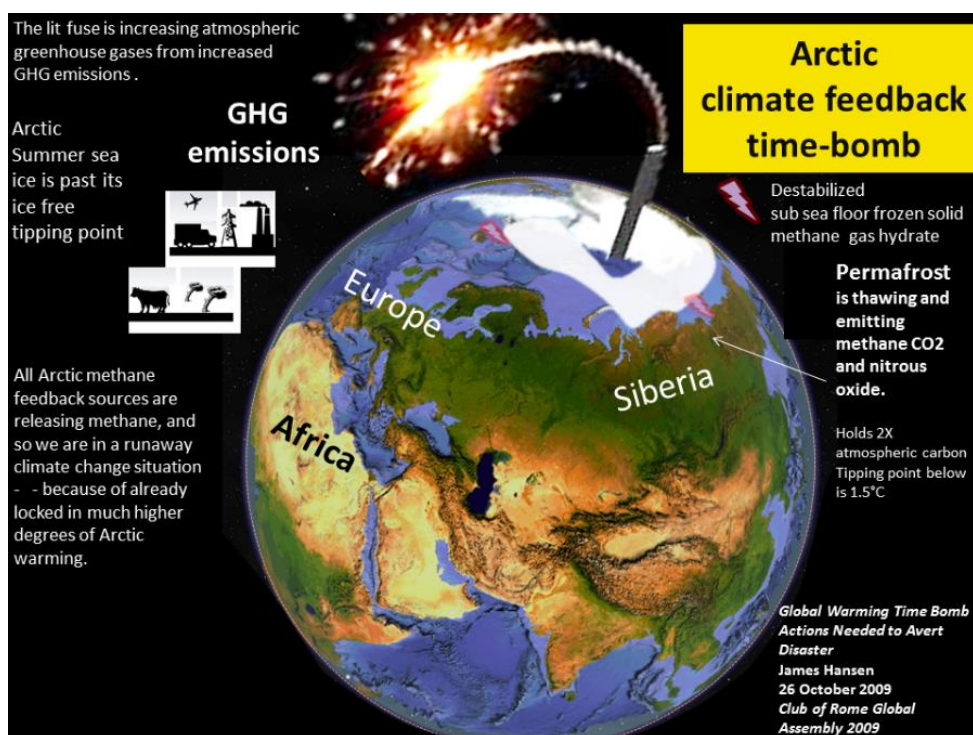 The lit fuse is increasing atmospheric
greenhouse gases from increased
GHG emissions .
Arctic
Summer sea
ice is past its
ice free
tipping point
GHG
emissions
All Arctic methane
feedback sources are
releasing methane, and
so we are in a runaway
climate change situation
- - because of already
locked in much higher
degrees of Arctic
warming.
Europe
Africa
Siberia
Arctic
climate feedback
time-bomb
Destabilized
sub sea floor frozen solid
methane gas hydrate
Permafrost
is thawing and
emitting
methane CO2
and nitrous
oxide.
Holds 2X
atmospheric carbon
Tipping point below
is 1.5°C
Global Warming Time Bomb
Actions Needed to Avert
Disaster
James Hansen
26 October 2009
Club of Rome Global
Assembly 2009